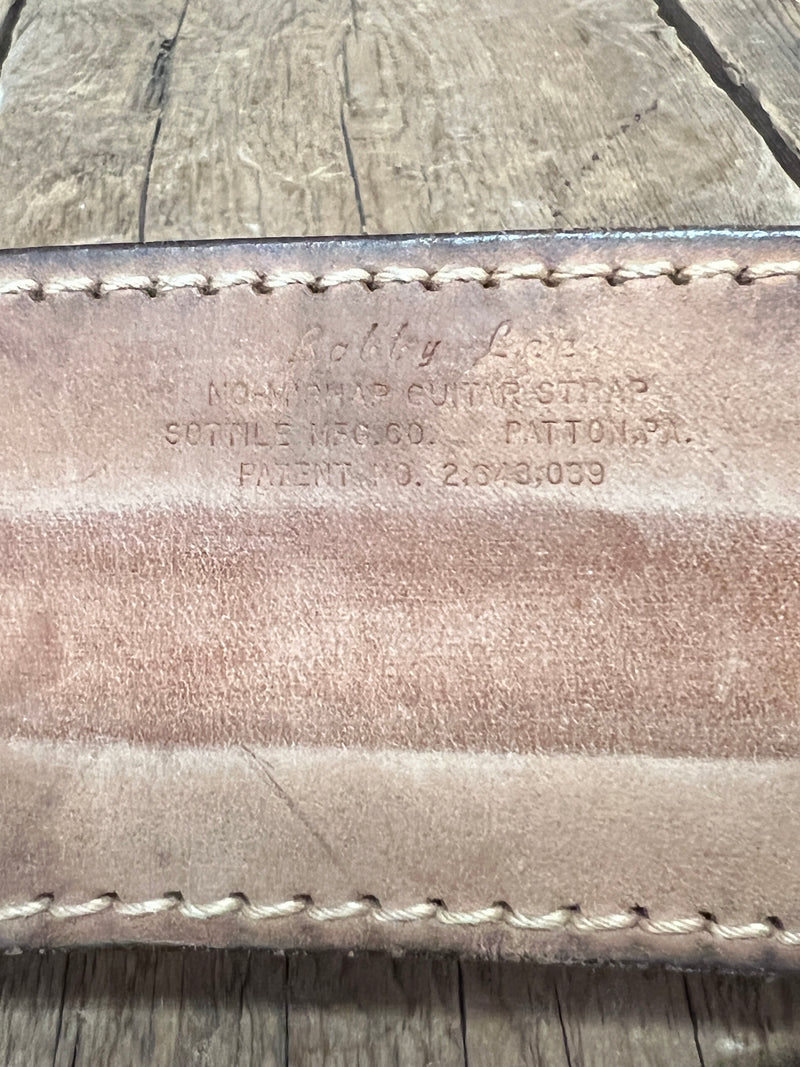 Bobby Lee
NO-MISHAP GUITAR STRAP
SOTTILE MFG. CO. PATTON, PA.
PATENT NO. 2,643,039